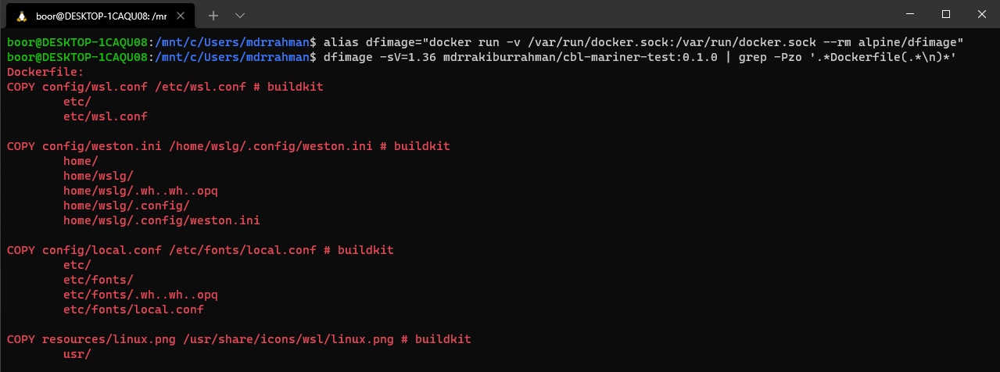 boor@DESKTOP-1CAQU08: /mn
boor@DESKTOP-1CAQU08:/mnt/c/Users/mdrrahman$ alias dfimage="docker run -v /var/run/docker.sock:/var/run/docker.sock --rm alpine/dfimage"
boor@DESKTOP-1CAQU08:/mnt/c/Users/mdrrahman$ dfimage -sV=1.36 mdrrakiburrahman/cbl-mariner-test:0.1.0 | grep -Pzo '.*Dockerfile(.*\n)*'
Dockerfile:
COPY config/wsl.conf /etc/wsl.conf # buildkit
        etc/
        etc/wsl.conf

COPY config/weston.ini /home/wslg/.config/weston.ini # buildkit
        home/
        home/wslg/
        home/wslg/.wh..wh..opq
        home/wslg/.config/
        home/wslg/.config/weston.ini

COPY config/local.conf /etc/fonts/local.conf # buildkit
        etc/
        etc/fonts/
        etc/fonts/.wh..wh..opq
        etc/fonts/local.conf

COPY resources/linux.png /usr/share/icons/wsl/linux.png # buildkit
        usr/